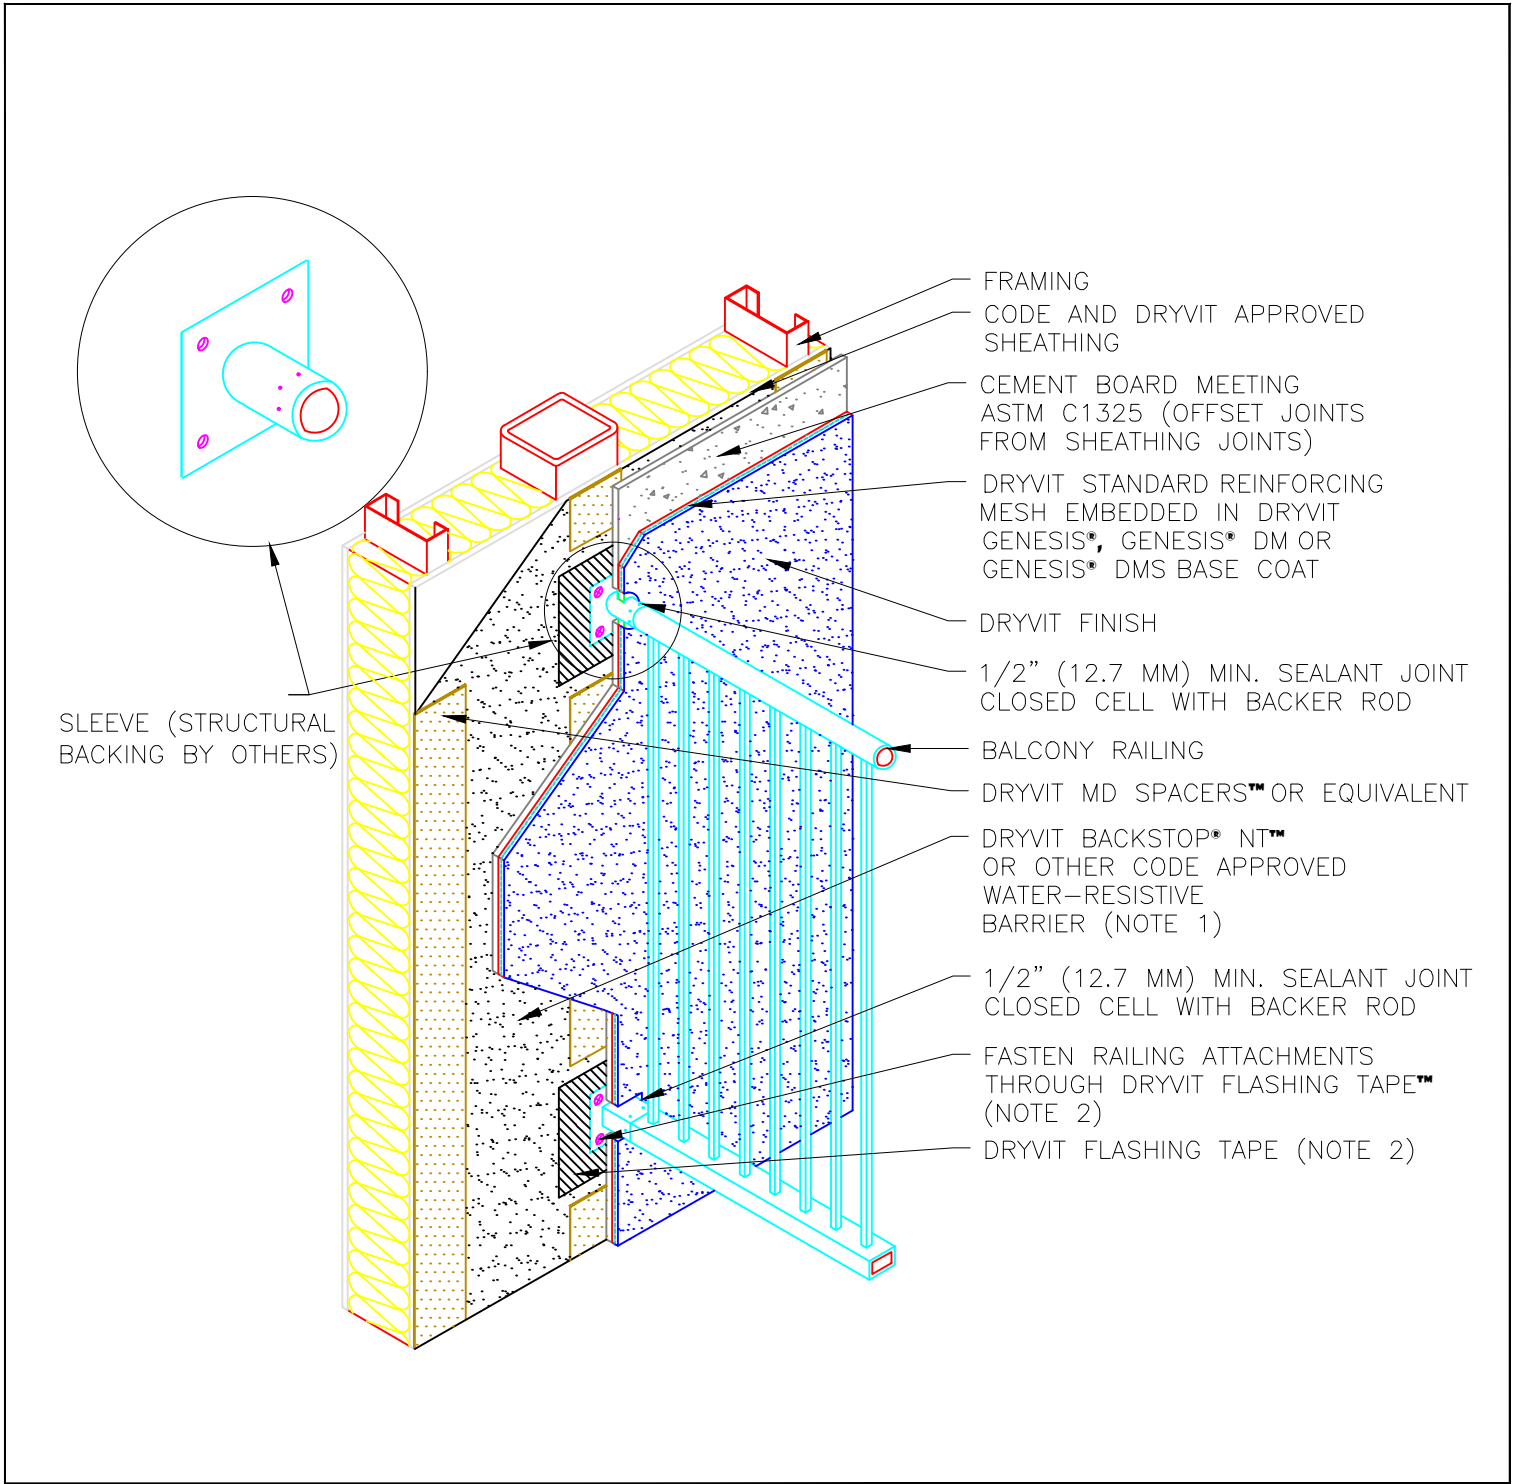 FRAMING
CODE AND DRYVIT APPROVED
SHEATHING
CEMENT BOARD MEETING
ASTM C1325 (OFFSET JOINTS
FROM SHEATHING JOINTS)
DRYVIT STANDARD REINFORCING
MESH EMBEDDED IN DRYVIT
GENESIS®, GENESIS® DM OR
GENESIS® DMS BASE COAT
DRYVIT FINISH
1/2” (12.7 MM) MIN. SEALANT JOINT
CLOSED CELL WITH BACKER ROD
SLEEVE (STRUCTURAL
BACKING BY OTHERS)
BALCONY RAILING
DRYVIT MD SPACERS™ OR EQUIVALENT
DRYVIT BACKSTOP® NT™
OR OTHER CODE APPROVED
WATER-RESISTIVE
BARRIER (NOTE 1)
1/2” (12.7 MM) MIN. SEALANT JOINT
CLOSED CELL WITH BACKER ROD
FASTEN RAILING ATTACHMENTS
THROUGH DRYVIT FLASHING TAPE™
(NOTE 2)
DRYVIT FLASHING TAPE (NOTE 2)